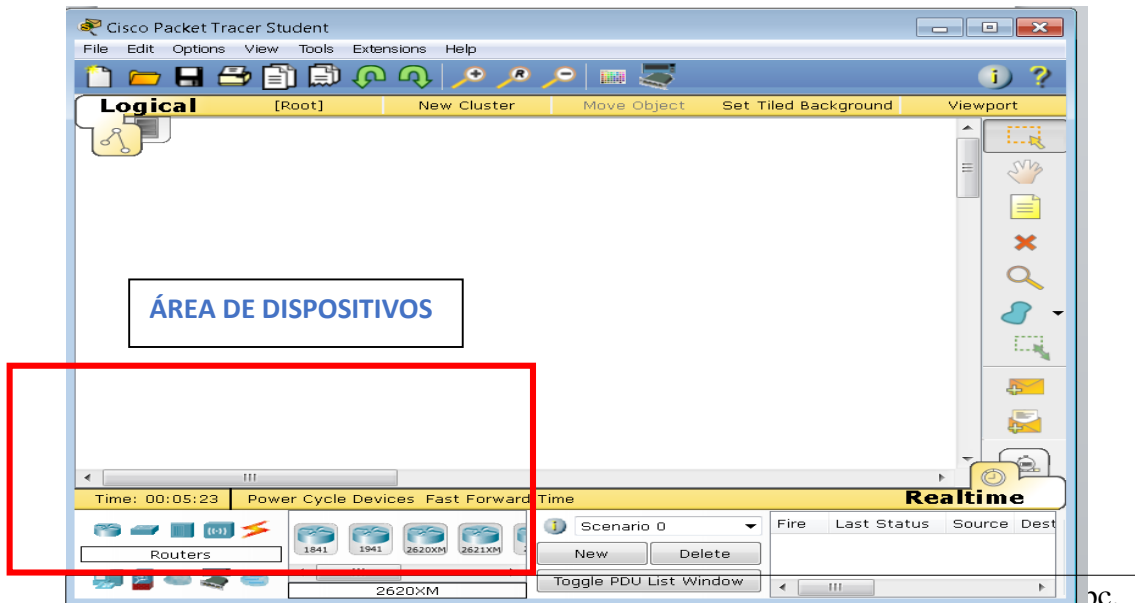 Cisco Packet Tracer Student
File Edit Options View Tools Extensions Help
Logical [Root] New Cluster Move Object Set Tiled Background Viewport
ÁREA DE DISPOSITIVOS
Time: 00:05:23 Power Cycle Devices Fast Forward Time Realtime
Scenario 0 Fire Last Status Source Dest
1841 1941 2620XM 2621XM
Routers New Delete
Toggle PDU List Window
2620XM
pc.